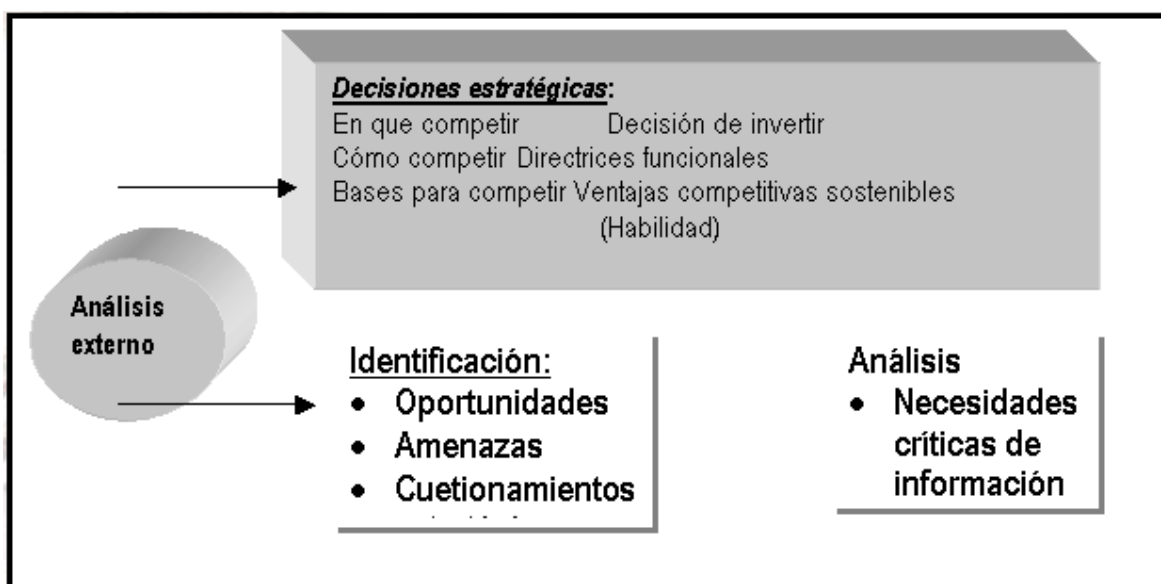 Decisiones estratégicas:
En que competir Decisión de invertir
Cómo competir Directrices funcionales
Bases para competir Ventajas competitivas sostenibles
(Habilidad)
Análisis
externo
Identificación:
• Oportunidades
• Amenazas
• Cuetionamientos
Análisis
• Necesidades
críticas de
información